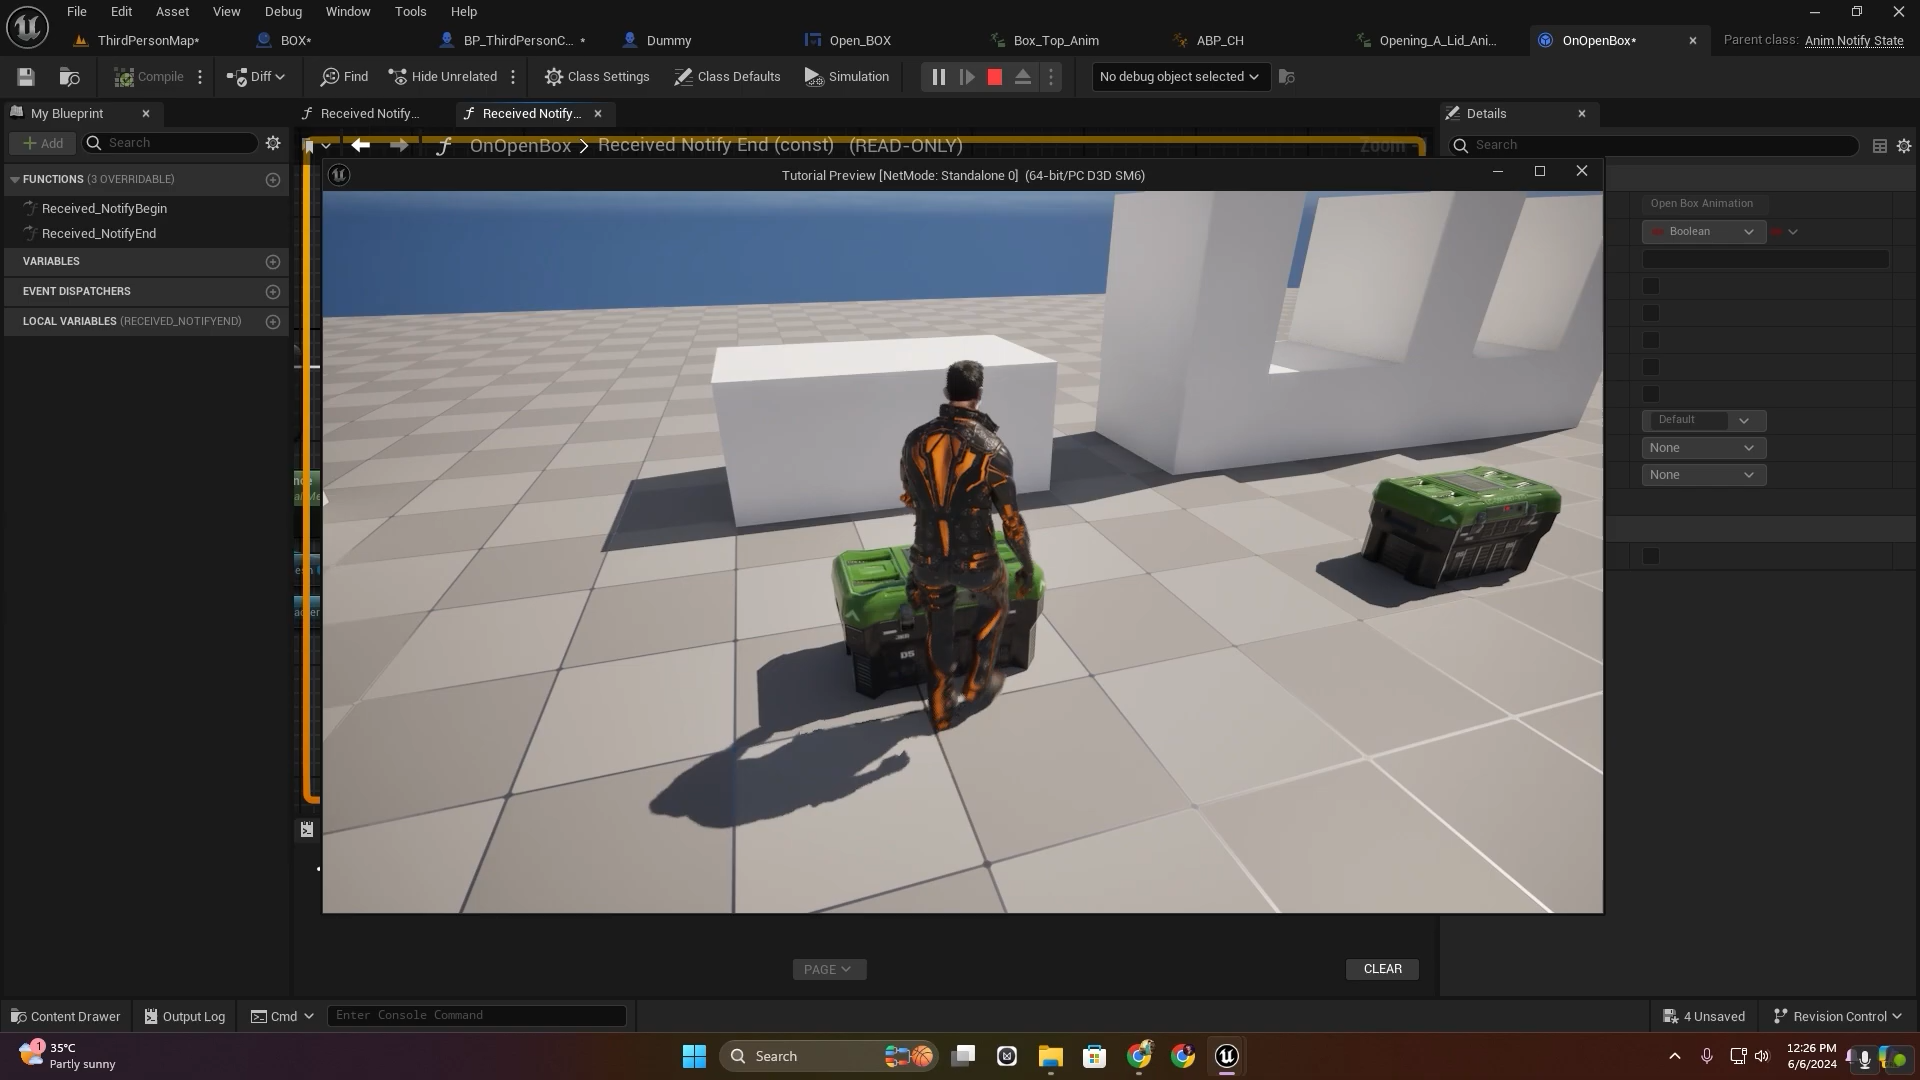 File Edit Asset View Debug Window Tools Help
ThirdPersonMap* BOX* BP_ThirdPersonC... * Dummy Open_BOX Box_Top_Anim ABP_CH Opening_A_Lid_Ani... OnOpenBox* Parent class: Anim Notify State
Compile Diff Find Hide Unrelated Class Settings Class Defaults Simulation No debug object selected
My Blueprint Received Notify... Received Notify... Details
Add Search OnOpenBox > Received Notify End (const) (READ-ONLY) Zoom Search
Tutorial Preview [NetMode: Standalone 0] (64-bit/PC D3D SM6)
FUNCTIONS (3 OVERRIDABLE)
Received_NotifyBegin
Received_NotifyEnd
VARIABLES
EVENT DISPATCHERS
LOCAL VARIABLES (RECEIVED_NOTIFYEND)
Open Box Animation
Boolean
Default
None
None
D5
PAGE CLEAR
Content Drawer Output Log Cmd Enter Console Command 4 Unsaved Revision Control
1 35°C
Partly sunny
Search
12:26 PM
6/6/2024